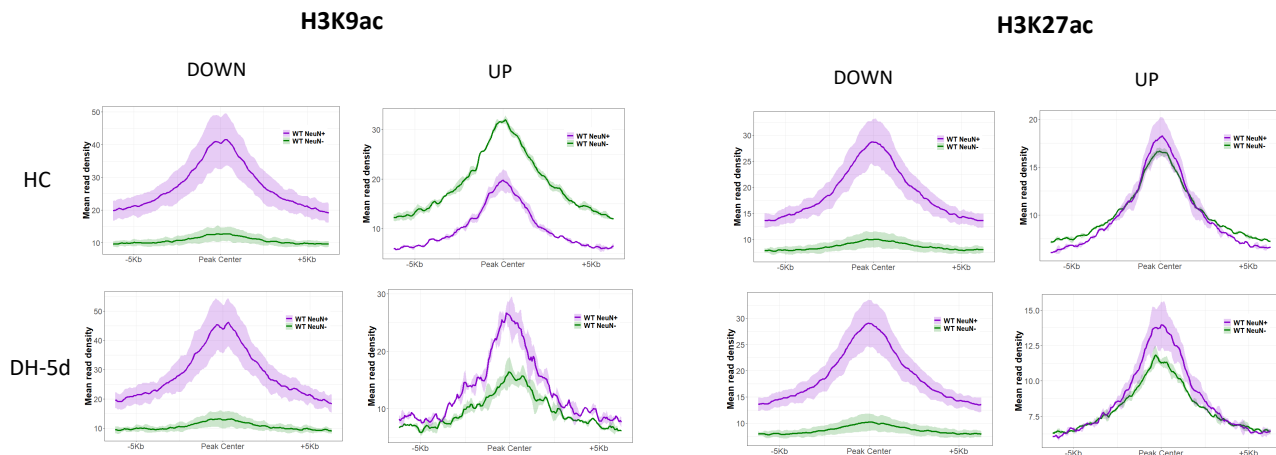 H3K9ac
H3K27ac
DOWN
UP
DOWN
UP
HC
Mean read density
50
40
30
20
10
WT NeuN+
WT NeuN-
-5Kb
Peak Center
+5Kb
Mean read density
30
20
10
WT NeuN+
WT NeuN-
-5Kb
Peak Center
+5Kb
Mean read density
30
25
20
15
10
WT NeuN+
WT NeuN-
-5Kb
Peak Center
+5Kb
Mean read density
20
15
10
WT NeuN+
WT NeuN-
-5Kb
Peak Center
+5Kb
DH-5d
Mean read density
50
40
30
20
10
WT NeuN+
WT NeuN-
-5Kb
Peak Center
+5Kb
Mean read density
30
20
10
WT NeuN+
WT NeuN-
-5Kb
Peak Center
+5Kb
Mean read density
30
25
20
15
10
WT NeuN+
WT NeuN-
-5Kb
Peak Center
+5Kb
Mean read density
15.0
12.5
10.0
7.5
WT NeuN+
WT NeuN-
-5Kb
Peak Center
+5Kb